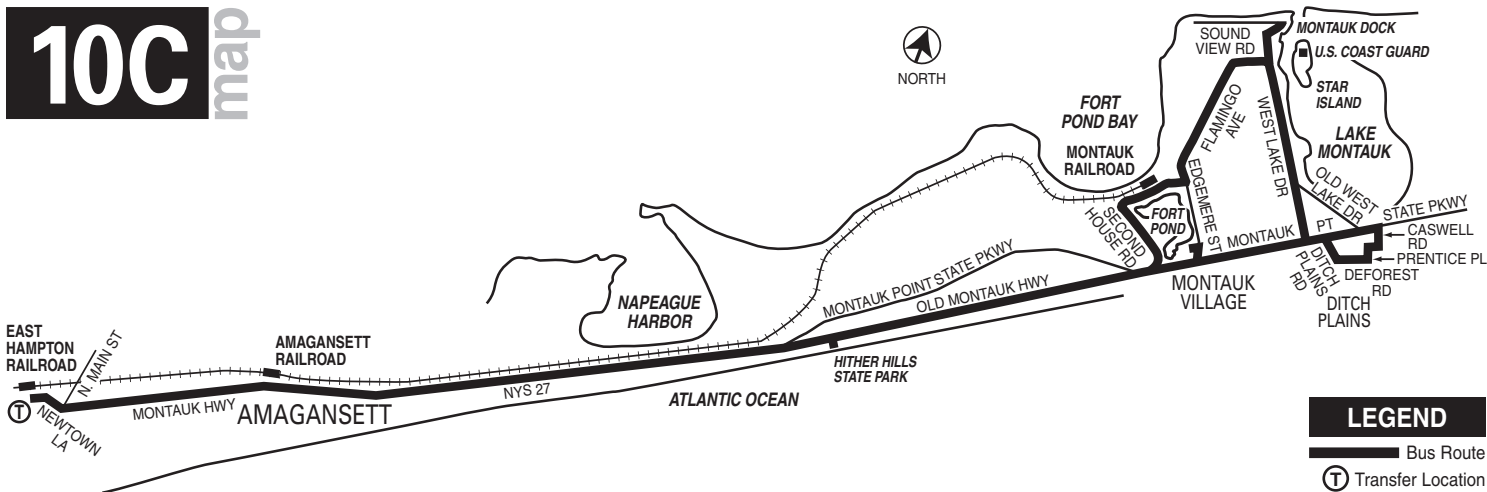 10C
map
NORTH
SOUND
VIEW RD
MONTAUK DOCK
U.S. COAST GUARD
STAR
ISLAND
LAKE
MONTAUK
FLAMINGO
AVE
WEST LAKE DR
FORT
POND BAY
MONTAUK
RAILROAD
EDGEMERE ST
OLD WEST
LAKE DR
SECOND
HOUSE RD
FORT
POND
MONTAUK
PT
STATE PKWY
CASWELL
RD
PRENTICE PL
DEFOREST
RD
DITCH
PLAINS
RD
DITCH
PLAINS
MONTAUK
VILLAGE
MONTAUK POINT STATE PKWY
OLD MONTAUK HWY
NAPEAGUE
HARBOR
HITHER HILLS
STATE PARK
EAST
HAMPTON
RAILROAD
N. MAIN ST
AMAGANSETT
RAILROAD
T
NEWTOWN
LA
MONTAUK HWY
AMAGANSETT
NYS 27
ATLANTIC OCEAN
LEGEND
Bus Route
T Transfer Location